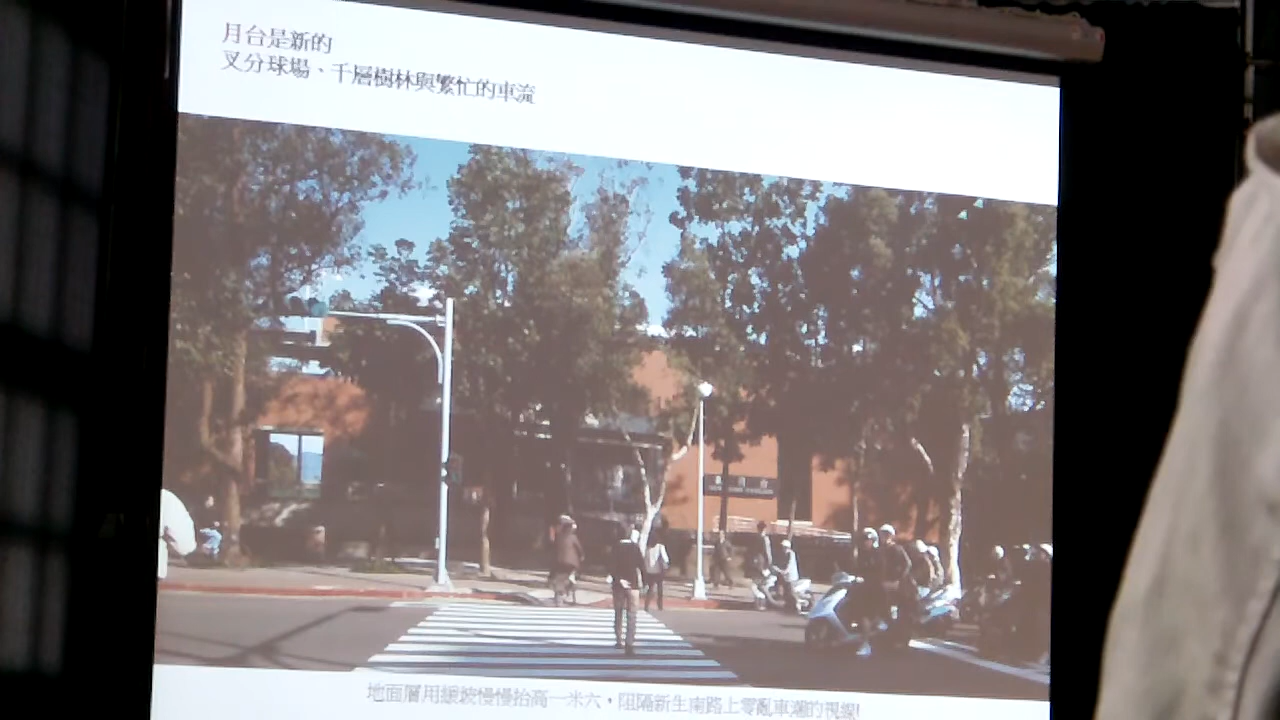 月台是新的
叉分球場、千層樹林與繁忙的車流
地面層用緩坡慢慢抬高一米六，阻隔新生南路上零亂車潮的視線!